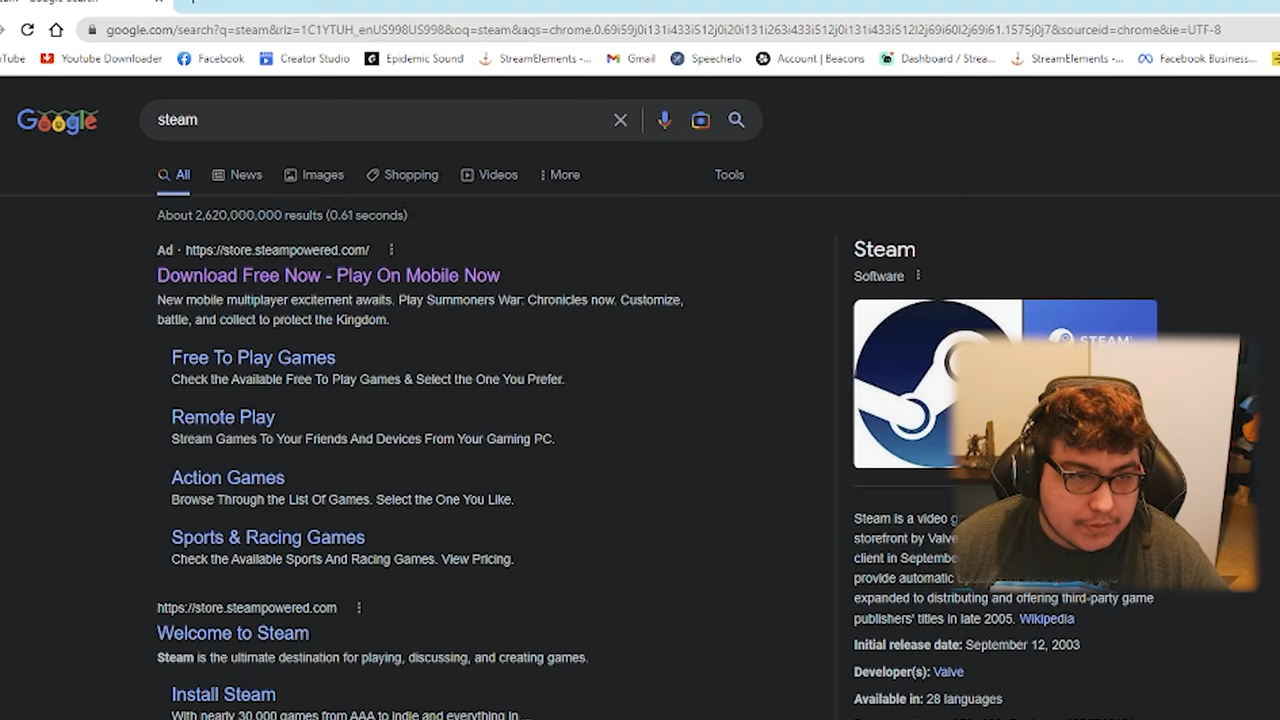 google.com/search?q=steam&rlz=1C1YTUH_enUS998US998&oq=steam&aqs=chrome.0.69i59j0i131i433i512j0i20i131i263i433i512j0i131i433i512l2j69i60l2j69i61.1575j0j7&sourceid=chrome&ie=UTF-8
Tube Youtube Downloader Facebook Creator Studio Epidemic Sound StreamElements -... Gmail Speechelo Account | Beacons Dashboard / Strea... StreamElements -... Facebook Business...
Google steam
All News Images Shopping Videos More Tools
About 2,620,000,000 results (0.61 seconds)
Ad · https://store.steampowered.com/
Download Free Now - Play On Mobile Now
New mobile multiplayer excitement awaits. Play Summoners War: Chronicles now. Customize,
battle, and collect to protect the Kingdom.
Free To Play Games
Check the Available Free To Play Games & Select the One You Prefer.
Remote Play
Stream Games To Your Friends And Devices From Your Gaming PC.
Action Games
Browse Through the List Of Games. Select the One You Like.
Sports & Racing Games
Check the Available Sports And Racing Games. View Pricing.
https://store.steampowered.com
Welcome to Steam
Steam is the ultimate destination for playing, discussing, and creating games.
Install Steam
With nearly 30,000 games from AAA to indie and everything in ...
Steam
Software
STEAM
Steam is a video
storefront by Valve
client in September
provide automatic
expanded to distributing and offering third-party game
publishers' titles in late 2005. Wikipedia
Initial release date: September 12, 2003
Developer(s): Valve
Available in: 28 languages